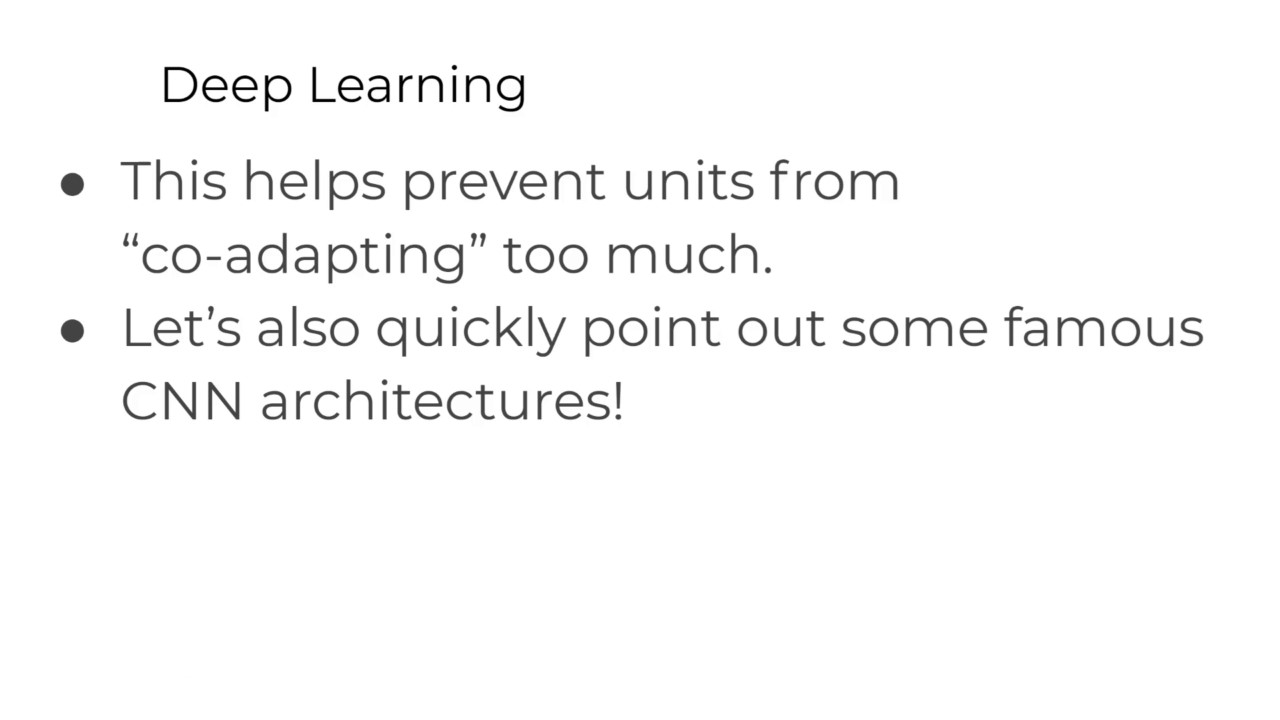 Deep Learning
● This helps prevent units from
“co-adapting” too much.
● Let’s also quickly point out some famous
CNN architectures!